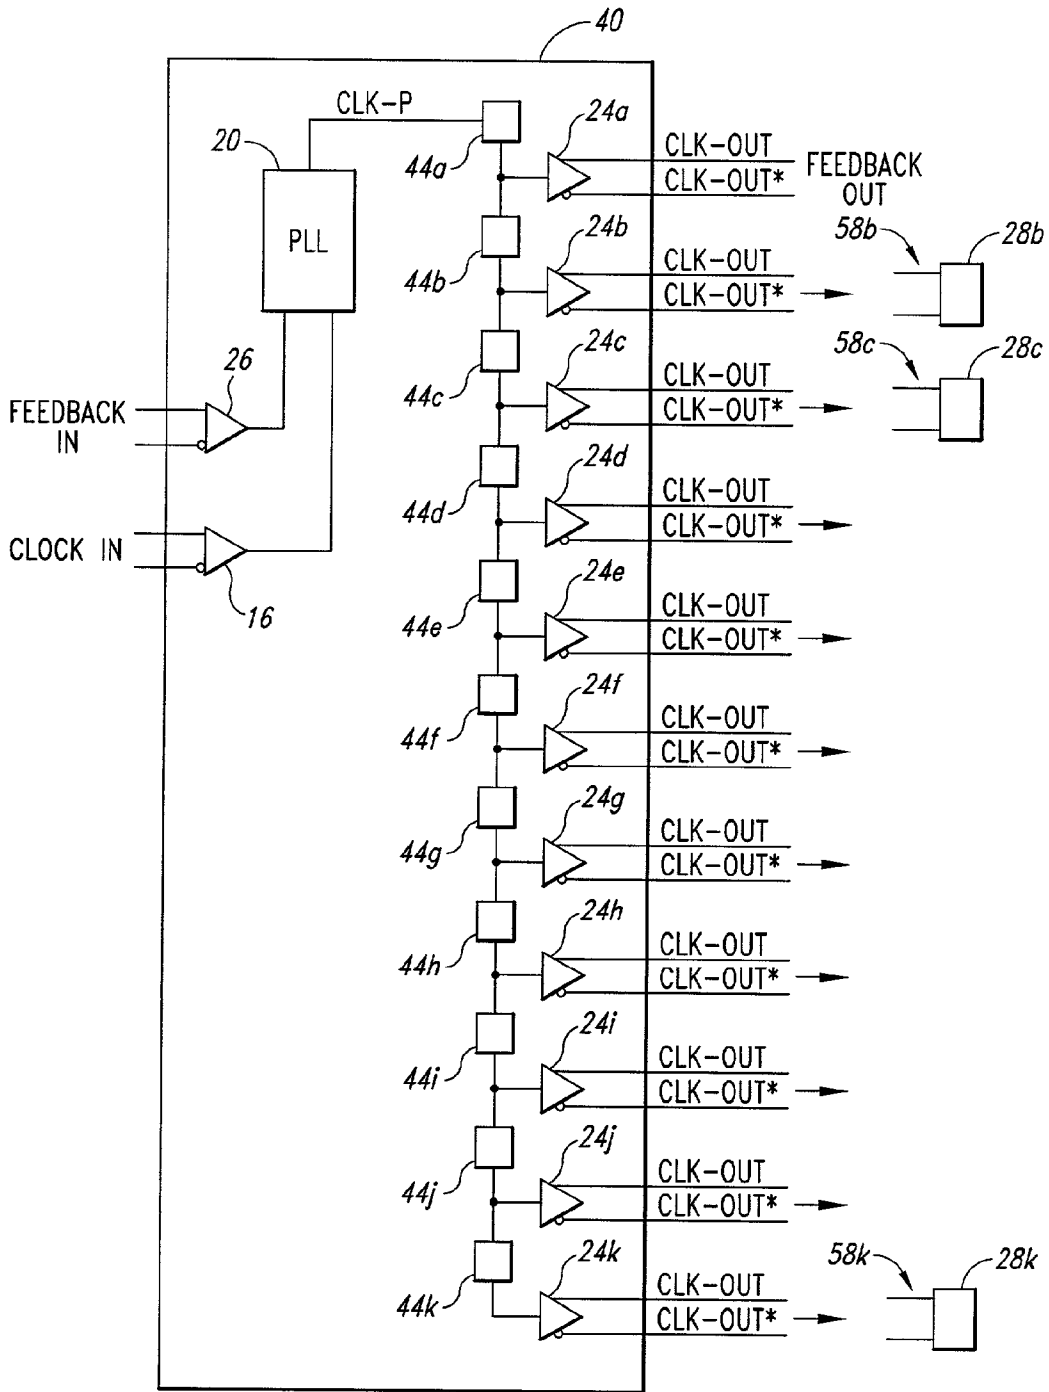 40
CLK-P
20
44a
24a
CLK-OUT
CLK-OUT*
FEEDBACK
OUT
PLL
44b
24b
CLK-OUT
CLK-OUT*
58b
28b
44c
24c
CLK-OUT
CLK-OUT*
58c
28c
26
FEEDBACK
IN
44d
24d
CLK-OUT
CLK-OUT*
CLOCK IN
16
44e
24e
CLK-OUT
CLK-OUT*
44f
24f
CLK-OUT
CLK-OUT*
44g
24g
CLK-OUT
CLK-OUT*
44h
24h
CLK-OUT
CLK-OUT*
44i
24i
CLK-OUT
CLK-OUT*
44j
24j
CLK-OUT
CLK-OUT*
44k
24k
CLK-OUT
CLK-OUT*
58k
28k